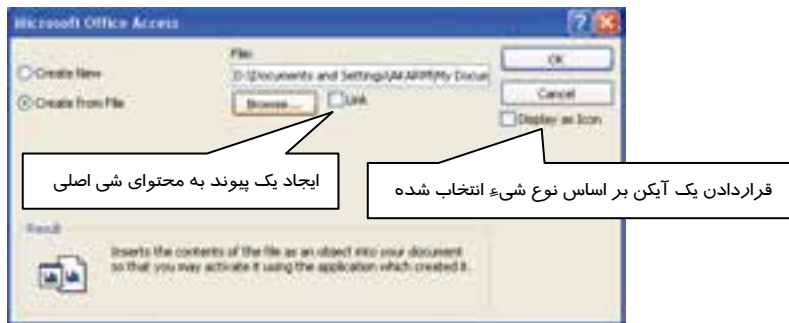 Microsoft Office Access
Create New
Create from File
File:
D:\Documents and Settings\AKARAM\My Docum
Browse...
Link
OK
Cancel
Display as Icon
ایجاد یک پیوند به محتوای شی اصلی
قراردادن یک آیکن بر اساس نوع شیء انتخاب شده
Result
Inserts the contents of the file as an object into your document
so that you may activate it using the application which created it.